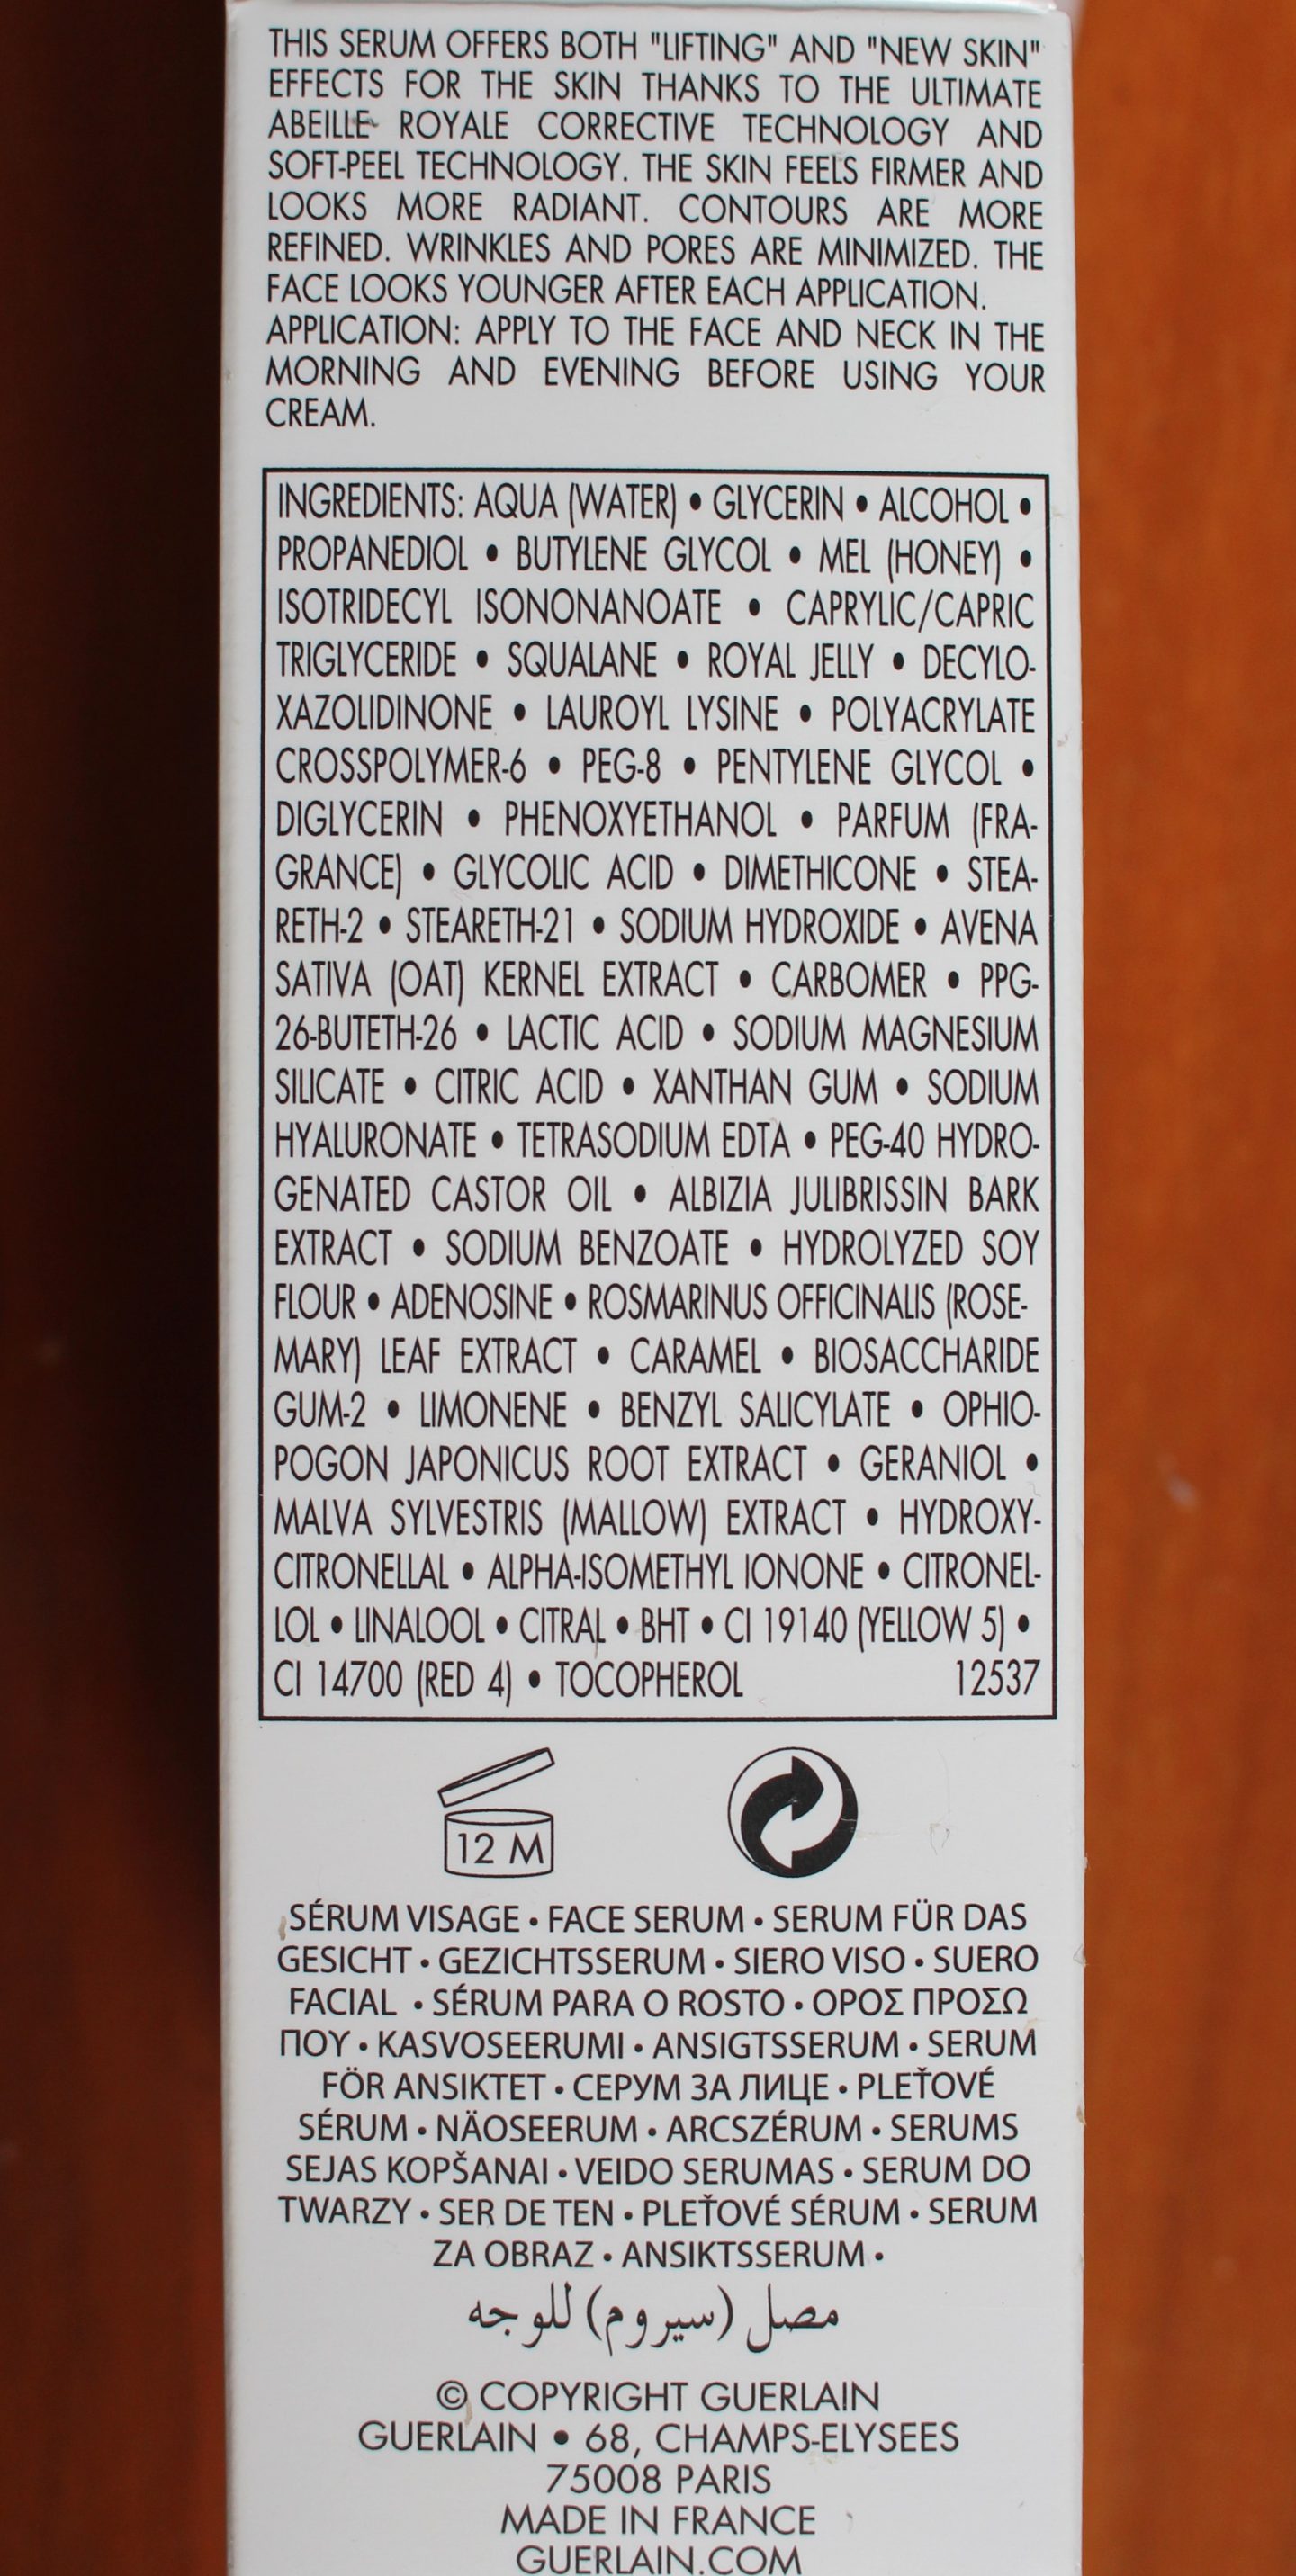 THIS SERUM OFFERS BOTH "LIFTING" AND "NEW SKIN"
EFFECTS FOR THE SKIN THANKS TO THE ULTIMATE
ABEILLE ROYALE CORRECTIVE TECHNOLOGY AND
SOFT-PEEL TECHNOLOGY. THE SKIN FEELS FIRMER AND
LOOKS MORE RADIANT. CONTOURS ARE MORE
REFINED. WRINKLES AND PORES ARE MINIMIZED. THE
FACE LOOKS YOUNGER AFTER EACH APPLICATION.
APPLICATION: APPLY TO THE FACE AND NECK IN THE
MORNING AND EVENING BEFORE USING YOUR
CREAM.
INGREDIENTS: AQUA (WATER) • GLYCERIN • ALCOHOL •
PROPANEDIOL • BUTYLENE GLYCOL • MEL (HONEY) •
ISOTRIDECYL ISONONANOATE • CAPRYLIC/CAPRIC
TRIGLYCERIDE • SQUALANE • ROYAL JELLY • DECYLO-
XAZOLIDINONE • LAUROYL LYSINE • POLYACRYLATE
CROSSPOLYMER-6 • PEG-8 • PENTYLENE GLYCOL •
DIGLYCERIN • PHENOXYETHANOL • PARFUM (FRA-
GRANCE) • GLYCOLIC ACID • DIMETHICONE • STEA-
RETH-2 • STEARETH-21 • SODIUM HYDROXIDE • AVENA
SATIVA (OAT) KERNEL EXTRACT • CARBOMER • PPG-
26-BUTETH-26 • LACTIC ACID • SODIUM MAGNESIUM
SILICATE • CITRIC ACID • XANTHAN GUM • SODIUM
HYALURONATE • TETRASODIUM EDTA • PEG-40 HYDRO-
GENATED CASTOR OIL • ALBIZIA JULIBRISSIN BARK
EXTRACT • SODIUM BENZOATE • HYDROLYZED SOY
FLOUR • ADENOSINE • ROSMARINUS OFFICINALIS (ROSE-
MARY) LEAF EXTRACT • CARAMEL • BIOSACCHARIDE
GUM-2 • LIMONENE • BENZYL SALICYLATE • OPHIO-
POGON JAPONICUS ROOT EXTRACT • GERANIOL •
MALVA SYLVESTRIS (MALLOW) EXTRACT • HYDROXY-
CITRONELLAL • ALPHA-ISOMETHYL IONONE • CITRONEL-
LOL • LINALOOL • CITRAL • BHT • CI 19140 (YELLOW 5) •
CI 14700 (RED 4) • TOCOPHEROL 12537
12 M
SÉRUM VISAGE • FACE SERUM • SERUM FÜR DAS
GESICHT • GEZICHTSSERUM • SIERO VISO • SUERO
FACIAL • SÉRUM PARA O ROSTO • ΟΡΟΣ ΠΡΟΣΩ
ΠΟΥ • KASVOSEERUMI • ANSIGTSSERUM • SERUM
FÖR ANSIKTET • СЕРУМ ЗА ЛИЦЕ • PLEŤOVÉ
SÉRUM • NÄOSEERUM • ARCSZÉRUM • SERUMS
SEJAS KOPŠANAI • VEIDO SERUMAS • SERUM DO
TWARZY • SER DE TEN • PLEŤOVÉ SÉRUM • SERUM
ZA OBRAZ • ANSIKTSSERUM •
مصل (سيروم) للوجه
© COPYRIGHT GUERLAIN
GUERLAIN • 68, CHAMPS-ELYSEES
75008 PARIS
MADE IN FRANCE
GUERLAIN.COM